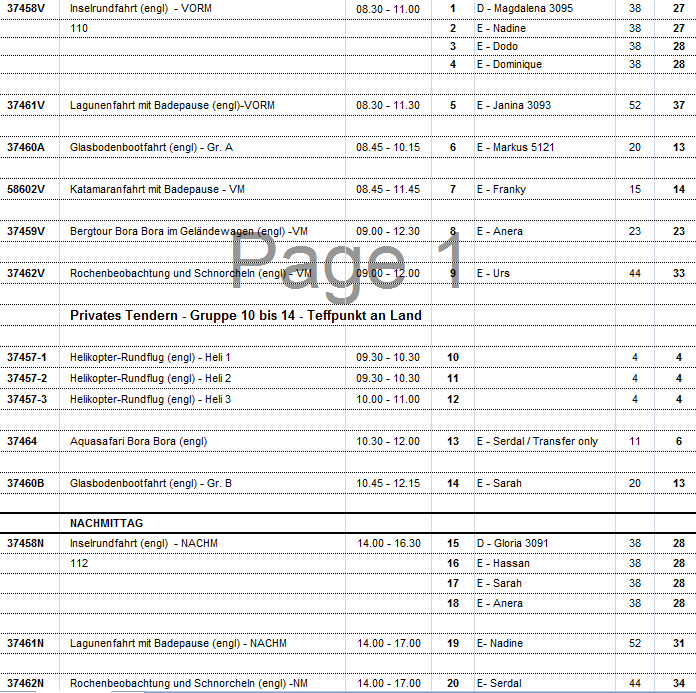 37458V Inselrundfahrt (engl) - VORM 08.30 - 11.00 1 D - Magdalena 3095 38 27
110 2 E - Nadine 38 27
3 E - Dodo 38 28
4 E - Dominique 38 28
37461V Lagunenfahrt mit Badepause (engl)-VORM 08.30 - 11.30 5 E - Janina 3093 52 37
37460A Glasbodenbootfahrt (engl) - Gr. A 08.45 - 10.15 6 E - Markus 5121 20 13
58602V Katamaranfahrt mit Badepause - VM 08.45 - 11.45 7 E - Franky 15 14
37459V Bergtour Bora Bora im Geländewagen (engl) -VM 09.00 - 12.30 8 E - Anera 23 23
Page 1
37462V Rochenbeobachtung und Schnorcheln (engl) - VM 09.00 - 12.00 9 E - Urs 44 33
Privates Tendern - Gruppe 10 bis 14 - Teffpunkt an Land
37457-1 Helikopter-Rundflug (engl) - Heli 1 09.30 - 10.30 10 4 4
37457-2 Helikopter-Rundflug (engl) - Heli 2 09.30 - 10.30 11 4 4
37457-3 Helikopter-Rundflug (engl) - Heli 3 10.00 - 11.00 12 4 4
37464 Aquasafari Bora Bora (engl) 10.30 - 12.00 13 E - Serdal / Transfer only 11 6
37460B Glasbodenbootfahrt (engl) - Gr. B 10.45 - 12.15 14 E - Sarah 20 13
NACHMITTAG
37458N Inselrundfahrt (engl) - NACHM 14.00 - 16.30 15 D - Gloria 3091 38 28
112 16 E - Hassan 38 28
17 E - Sarah 38 28
18 E - Anera 38 28
37461N Lagunenfahrt mit Badepause (engl) - NACHM 14.00 - 17.00 19 E- Nadine 52 31
37462N Rochenbeobachtung und Schnorcheln (engl) -NM 14.00 - 17.00 20 E- Serdal 44 34